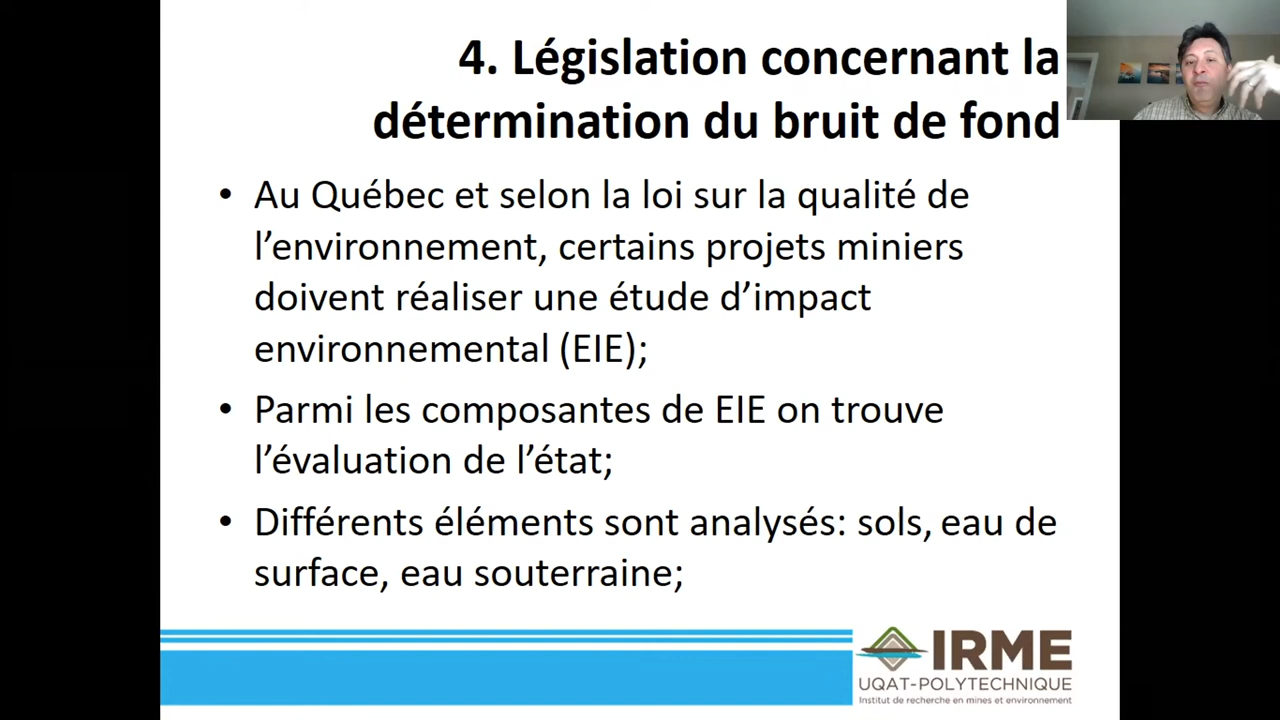 4. Législation concernant la
détermination du bruit de fond
• Au Québec et selon la loi sur la qualité de
l’environnement, certains projets miniers
doivent réaliser une étude d’impact
environnemental (EIE);
• Parmi les composantes de EIE on trouve
l’évaluation de l’état;
• Différents éléments sont analysés: sols, eau de
surface, eau souterraine;
IRME
UQAT-POLYTECHNIQUE
Institut de recherche en mines et environnement